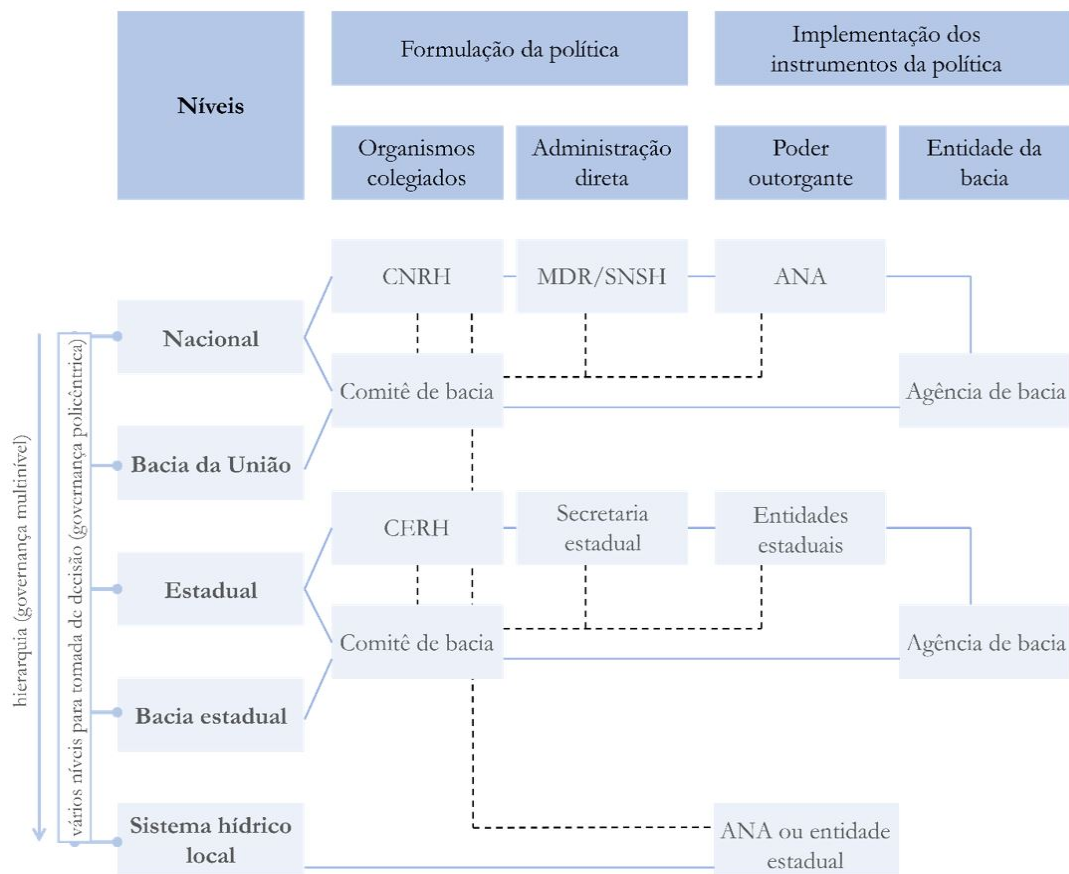 Níveis
Formulação da política
Implementação dos
instrumentos da política
Organismos
colegiados
Administração
direta
Poder
outorgante
Entidade da
bacia
CNRH
MDR/SNSH
ANA
Nacional
Comitê de bacia
Agência de bacia
Bacia da União
CERH
Secretaria
estadual
Entidades
estaduais
Estadual
Comitê de bacia
Agência de bacia
Bacia estadual
Sistema hídrico
local
ANA ou entidade
estadual
hierarquia (governança multinível)
vários níveis para tomada de decisão (governança policêntrica)